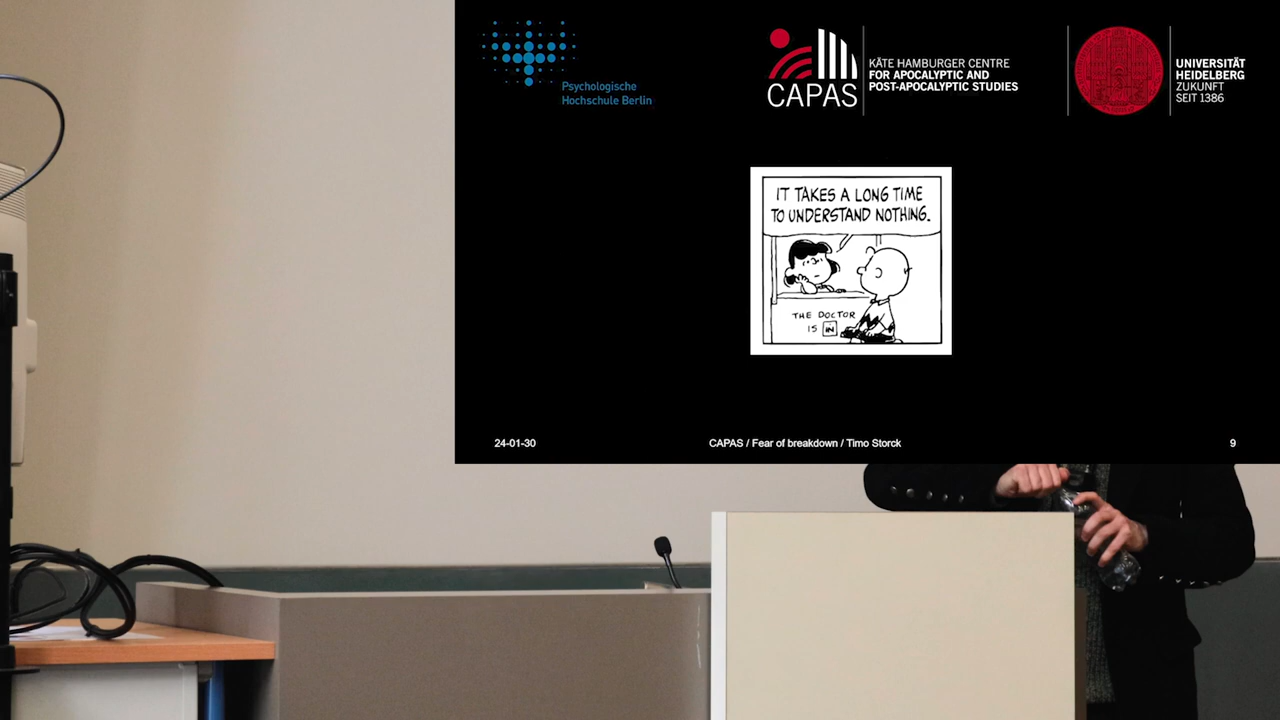 Psychologische
Hochschule Berlin
CAPAS
KÄTE HAMBURGER CENTRE
FOR APOCALYPTIC AND
POST-APOCALYPTIC STUDIES
UNIVERSITÄT
HEIDELBERG
ZUKUNFT
SEIT 1386
IT TAKES A LONG TIME
TO UNDERSTAND NOTHING.
THE DOCTOR
IS IN
24-01-30
CAPAS / Fear of breakdown / Timo Storck
9